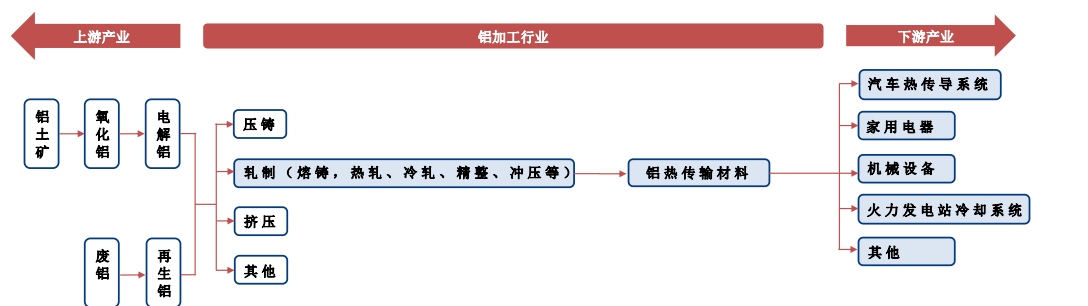 上游产业
铝加工行业
下游产业
铝土矿
氧化铝
电解铝
废铝
再生铝
压铸
轧制（熔铸，热轧、冷轧、精整、冲压等）
挤压
其他
铝热传输材料
汽车热传导系统
家用电器
机械设备
火力发电站冷却系统
其他